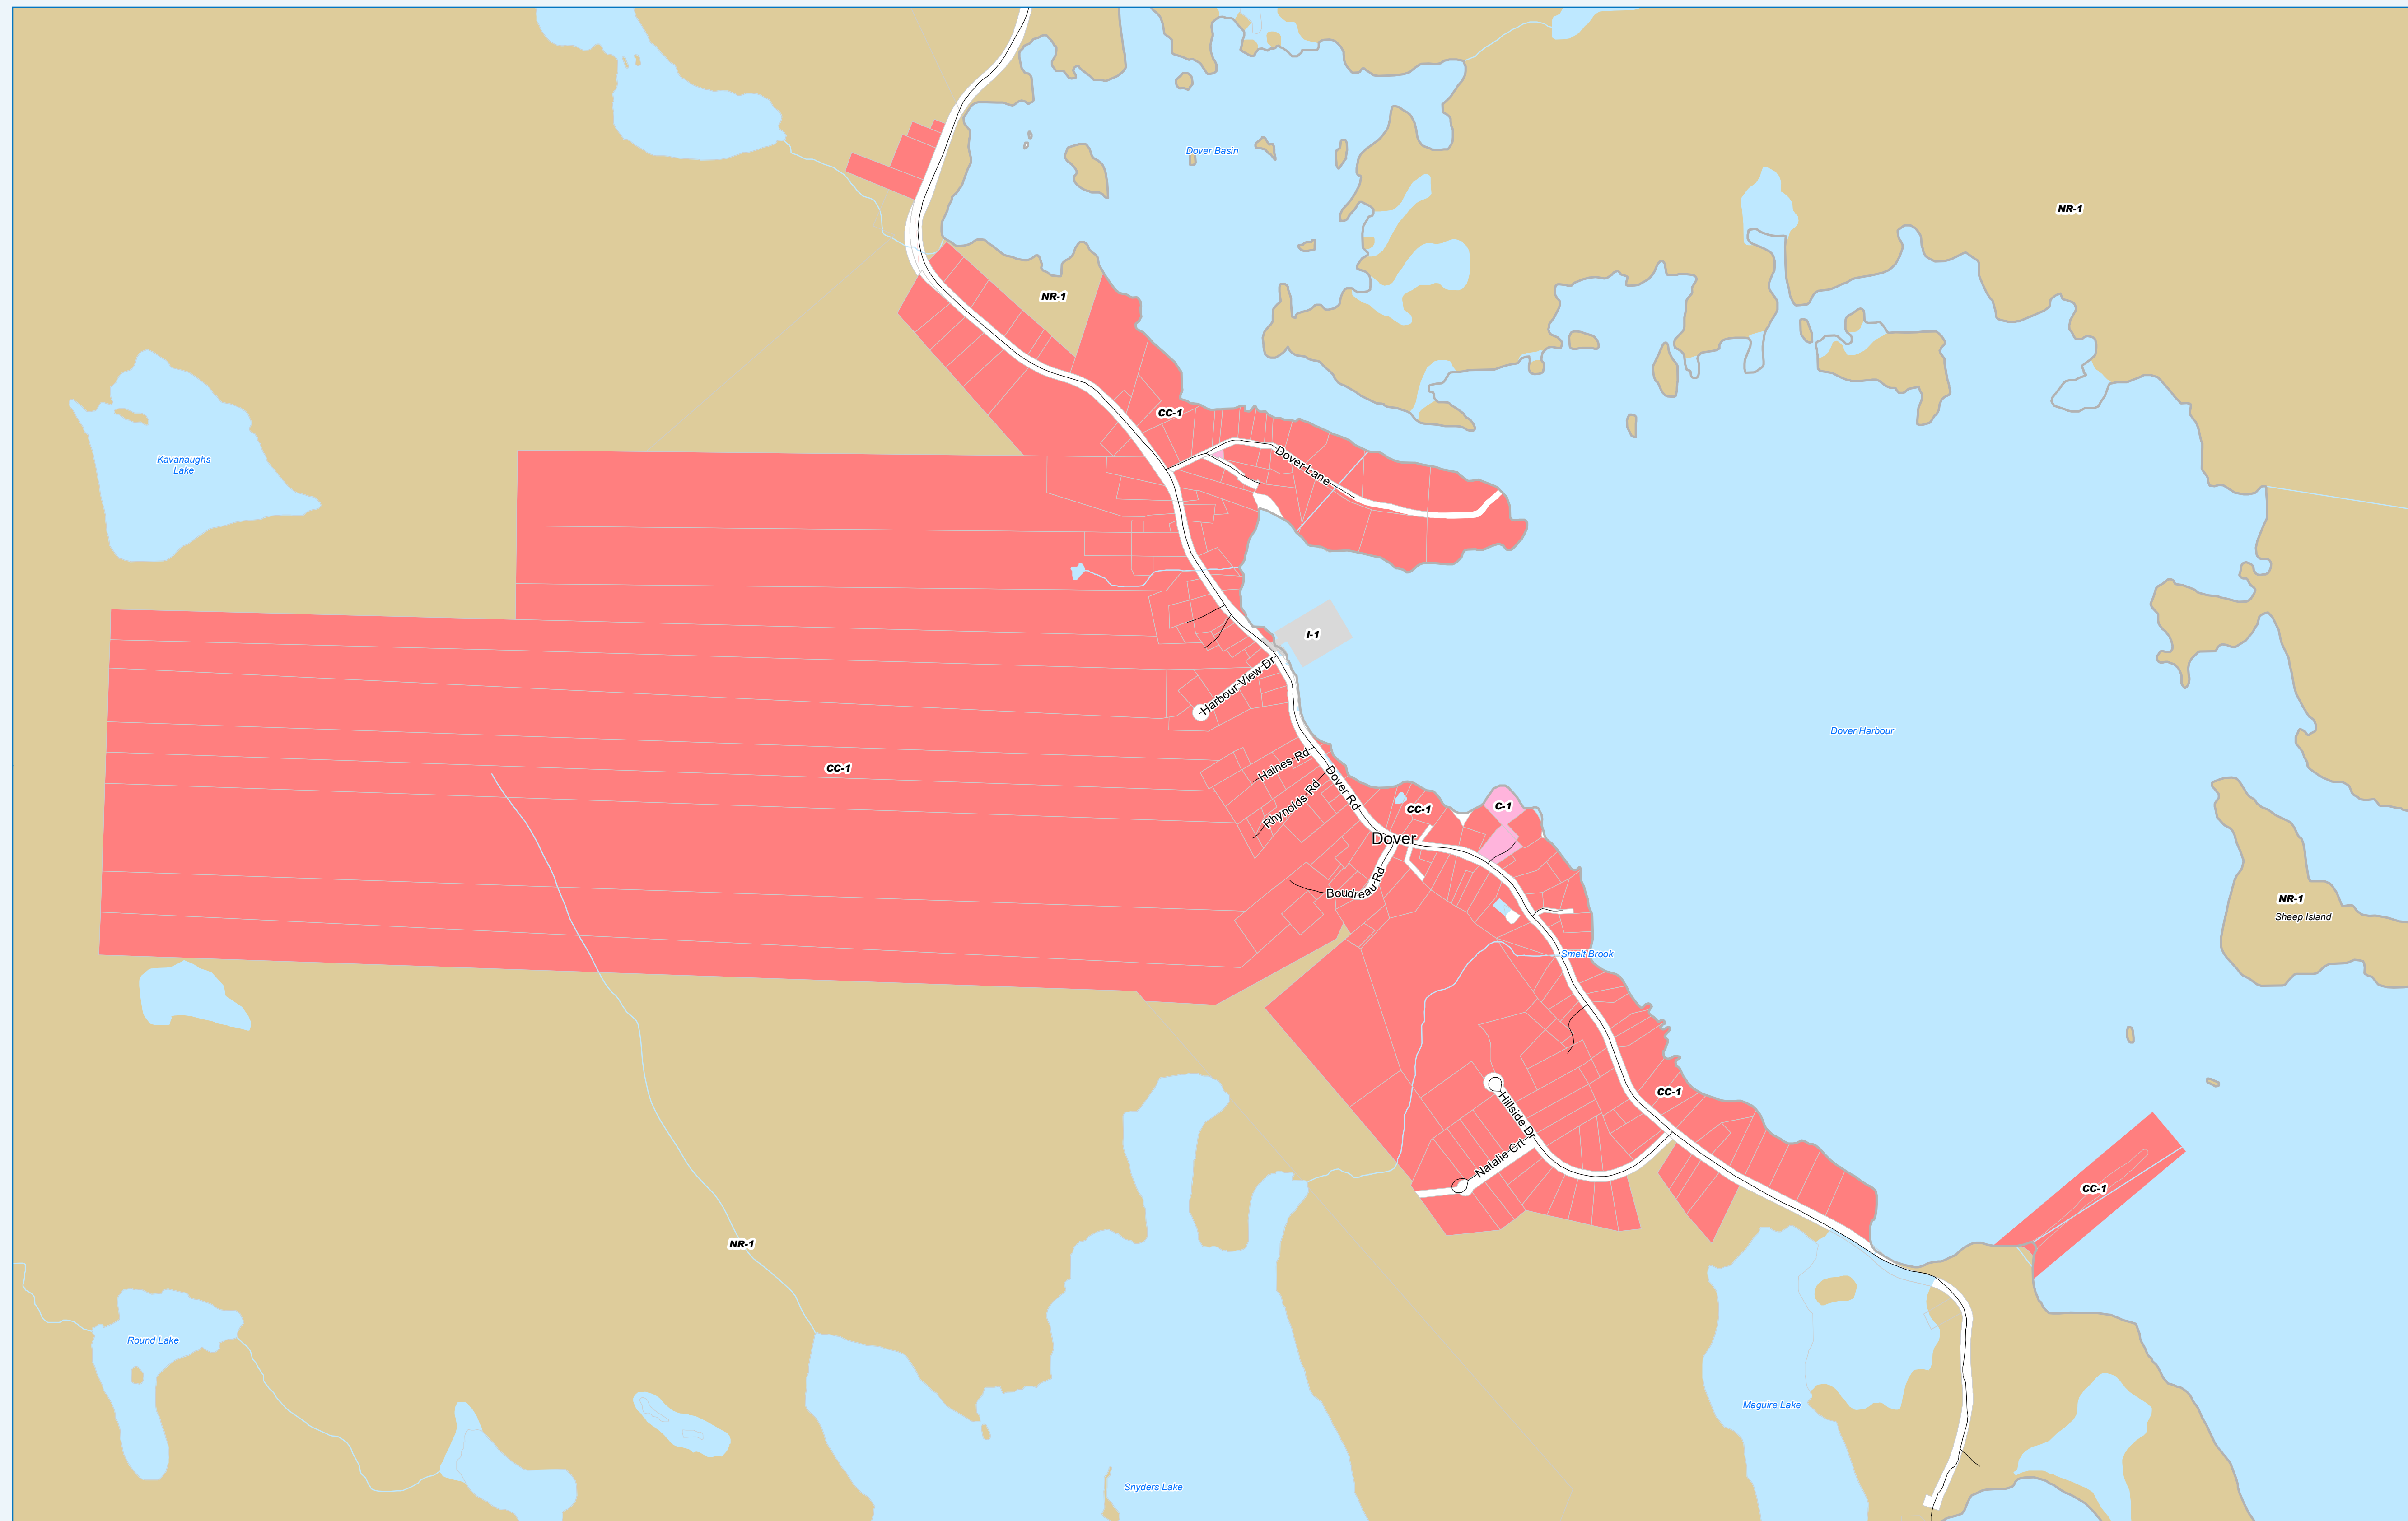 Dover Basin
NR-1
NR-1
CC-1
Dover Lane
Kavanaughs
Lake
I-1
Harbour View Dr
Dover Harbour
Haines Rd
CC-1
Dover Rd
Rhynolds Rd
CC-1
C-1
Dover
Boudreau Rd
NR-1
Sheep Island
Smelt Brook
CC-1
Hillside Dr
Natalie Crt
CC-1
NR-1
Round Lake
Maguire Lake
Snyders Lake